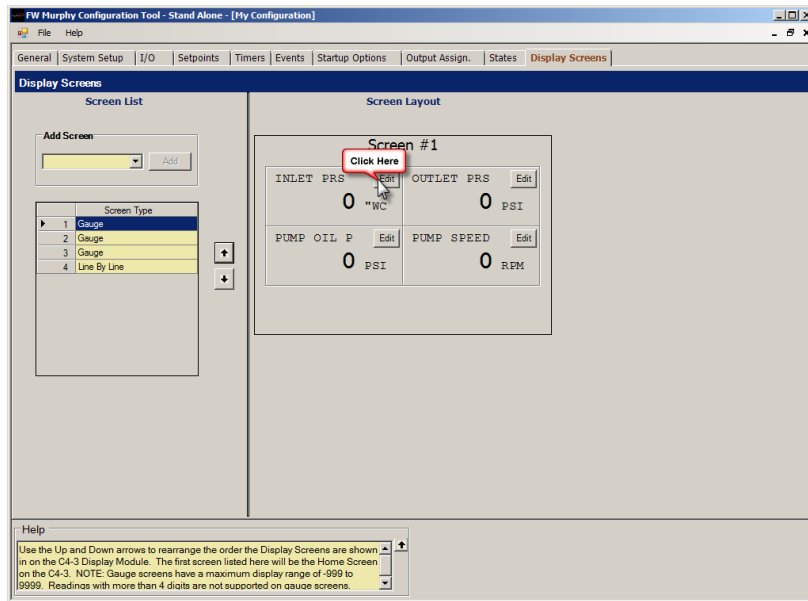 FW Murphy Configuration Tool - Stand Alone - [My Configuration]
File Help
General System Setup I/O Setpoints Timers Events Startup Options Output Assign. States Display Screens
Display Screens
Screen List
Screen Layout
Add Screen
Add
Screen Type
1 Gauge
2 Gauge
3 Gauge
4 Line By Line
Screen #1
Click Here
INLET PRS Edit OUTLET PRS Edit
0 "WC 0 PSI
PUMP OIL P Edit PUMP SPEED Edit
0 PSI 0 RPM
Help
Use the Up and Down arrows to rearrange the order the Display Screens are shown
in on the C4-3 Display Module. The first screen listed here will be the Home Screen
on the C4-3. NOTE: Gauge screens have a maximum display range of -999 to
9999. Readings with more than 4 digits are not supported on gauge screens.